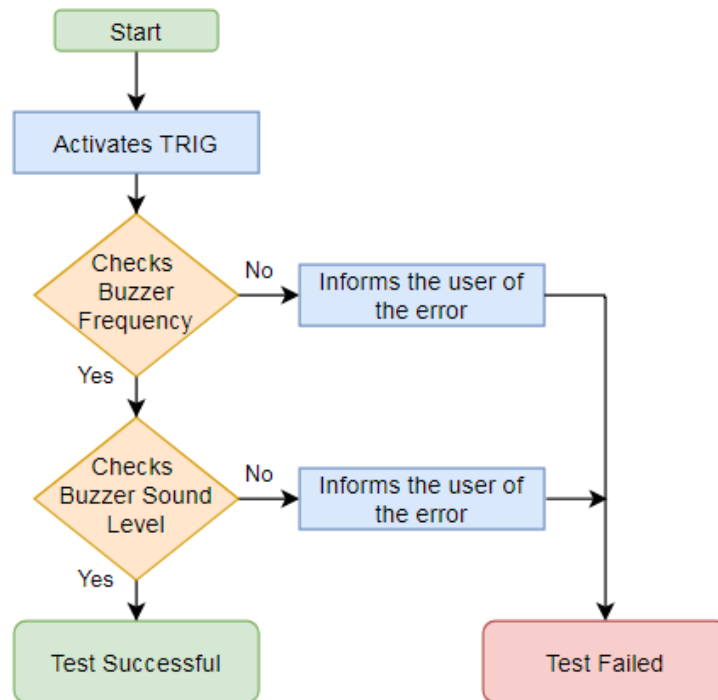 Start
Activates TRIG
Checks
Buzzer
Frequency
No
Informs the user of
the error
Yes
Checks
Buzzer Sound
Level
No
Informs the user of
the error
Yes
Test Successful
Test Failed